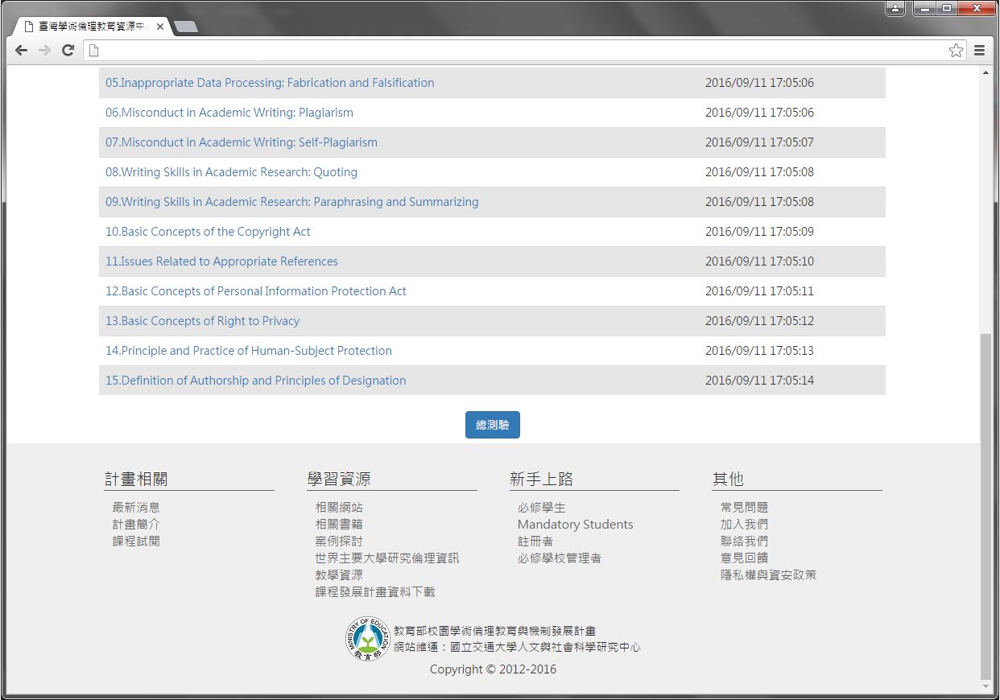 臺灣學術倫理教育資源中
05.Inappropriate Data Processing: Fabrication and Falsification 2016/09/11 17:05:06
06.Misconduct in Academic Writing: Plagiarism 2016/09/11 17:05:06
07.Misconduct in Academic Writing: Self-Plagiarism 2016/09/11 17:05:07
08.Writing Skills in Academic Research: Quoting 2016/09/11 17:05:08
09.Writing Skills in Academic Research: Paraphrasing and Summarizing 2016/09/11 17:05:08
10.Basic Concepts of the Copyright Act 2016/09/11 17:05:09
11.Issues Related to Appropriate References 2016/09/11 17:05:10
12.Basic Concepts of Personal Information Protection Act 2016/09/11 17:05:11
13.Basic Concepts of Right to Privacy 2016/09/11 17:05:12
14.Principle and Practice of Human-Subject Protection 2016/09/11 17:05:13
15.Definition of Authorship and Principles of Designation 2016/09/11 17:05:14
總測驗
計畫相關
最新消息
計畫簡介
課程試閱
學習資源
相關網站
相關書籍
案例探討
世界主要大學研究倫理資訊
教學資源
課程發展計畫資料下載
新手上路
必修學生
Mandatory Students
註冊者
必修學校管理者
其他
常見問題
加入我們
聯絡我們
意見回饋
隱私權與資安政策
MINISTRY OF EDUCATION
教育部
教育部校園學術倫理教育與機制發展計畫
網站維運：國立交通大學人文與社會科學研究中心
Copyright © 2012-2016